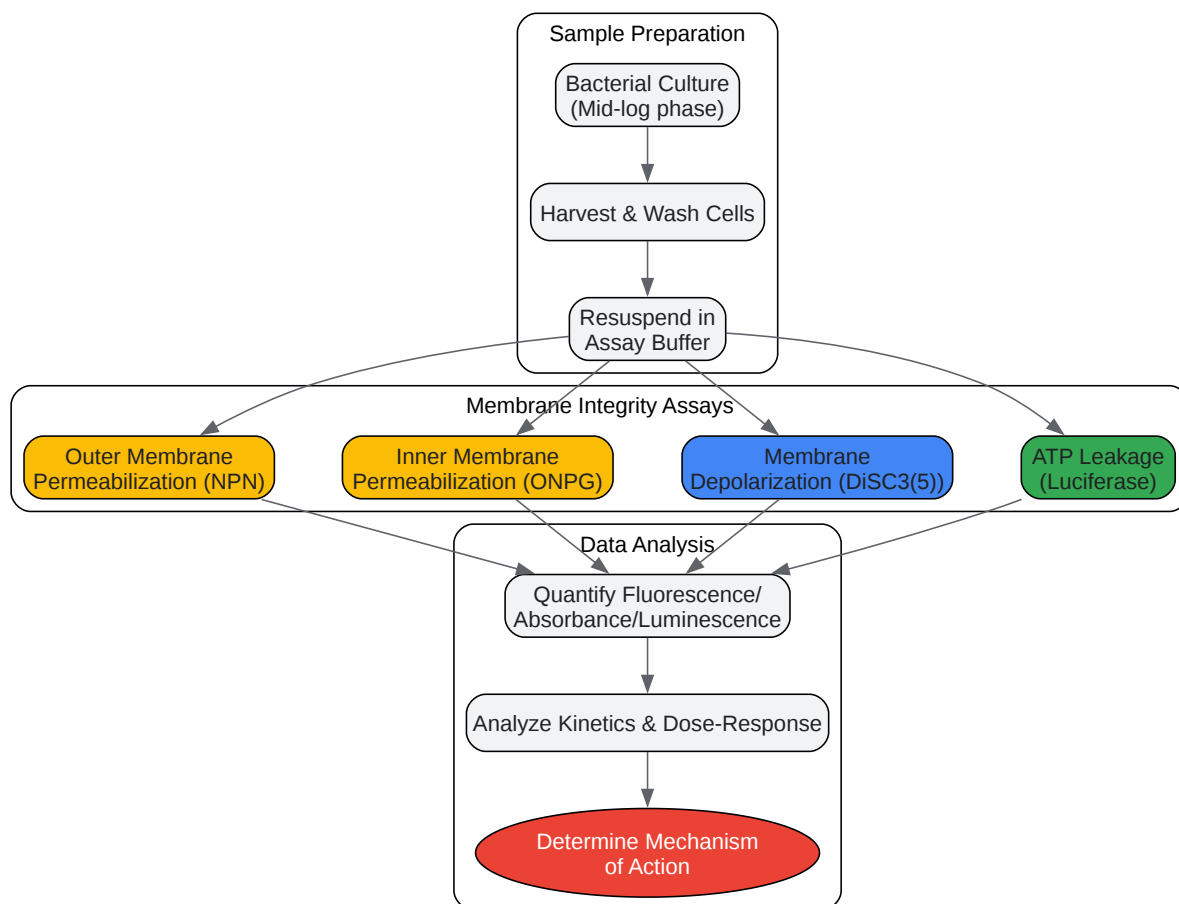 Sample Preparation
Bacterial Culture
(Mid-log phase)
Harvest & Wash Cells
Resuspend in
Assay Buffer
Membrane Integrity Assays
Outer Membrane
Permeabilization (NPN)
Inner Membrane
Permeabilization (ONPG)
Membrane
Depolarization (DiSC3(5))
ATP Leakage
(Luciferase)
Data Analysis
Quantify Fluorescence/
Absorbance/Luminescence
Analyze Kinetics & Dose-Response
Determine Mechanism
of Action